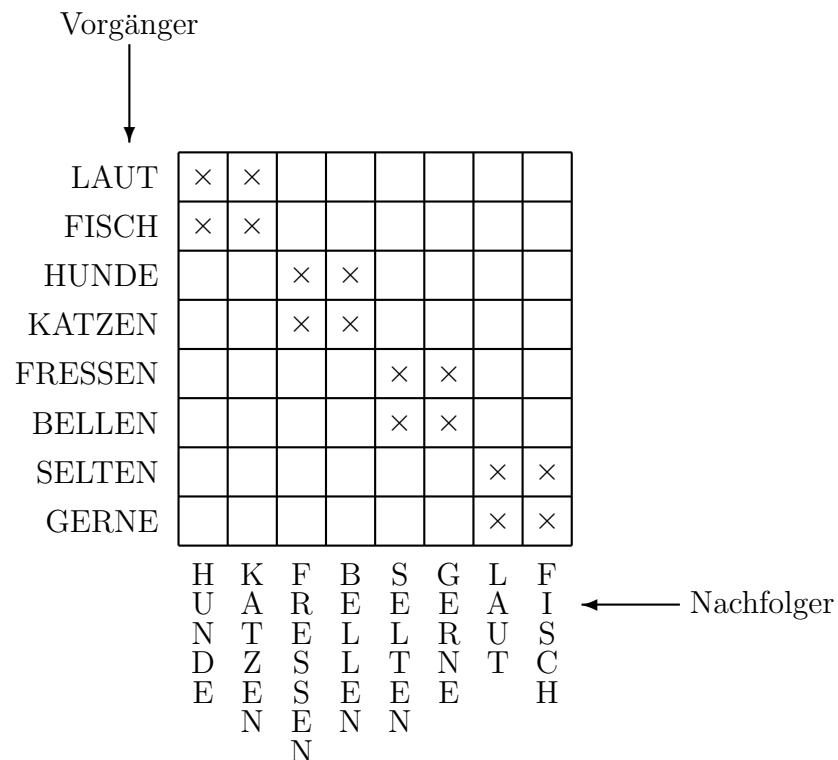 Vorgänger
LAUT × ×
FISCH × ×
HUNDE × ×
KATZEN × ×
FRESSEN × ×
BELLEN × ×
SELTEN × ×
GERNE × ×
HUNDE
KATZEN
FRESSEN
BELLEN
SELTEN
GERNE
LAUT
FISCH
Nachfolger